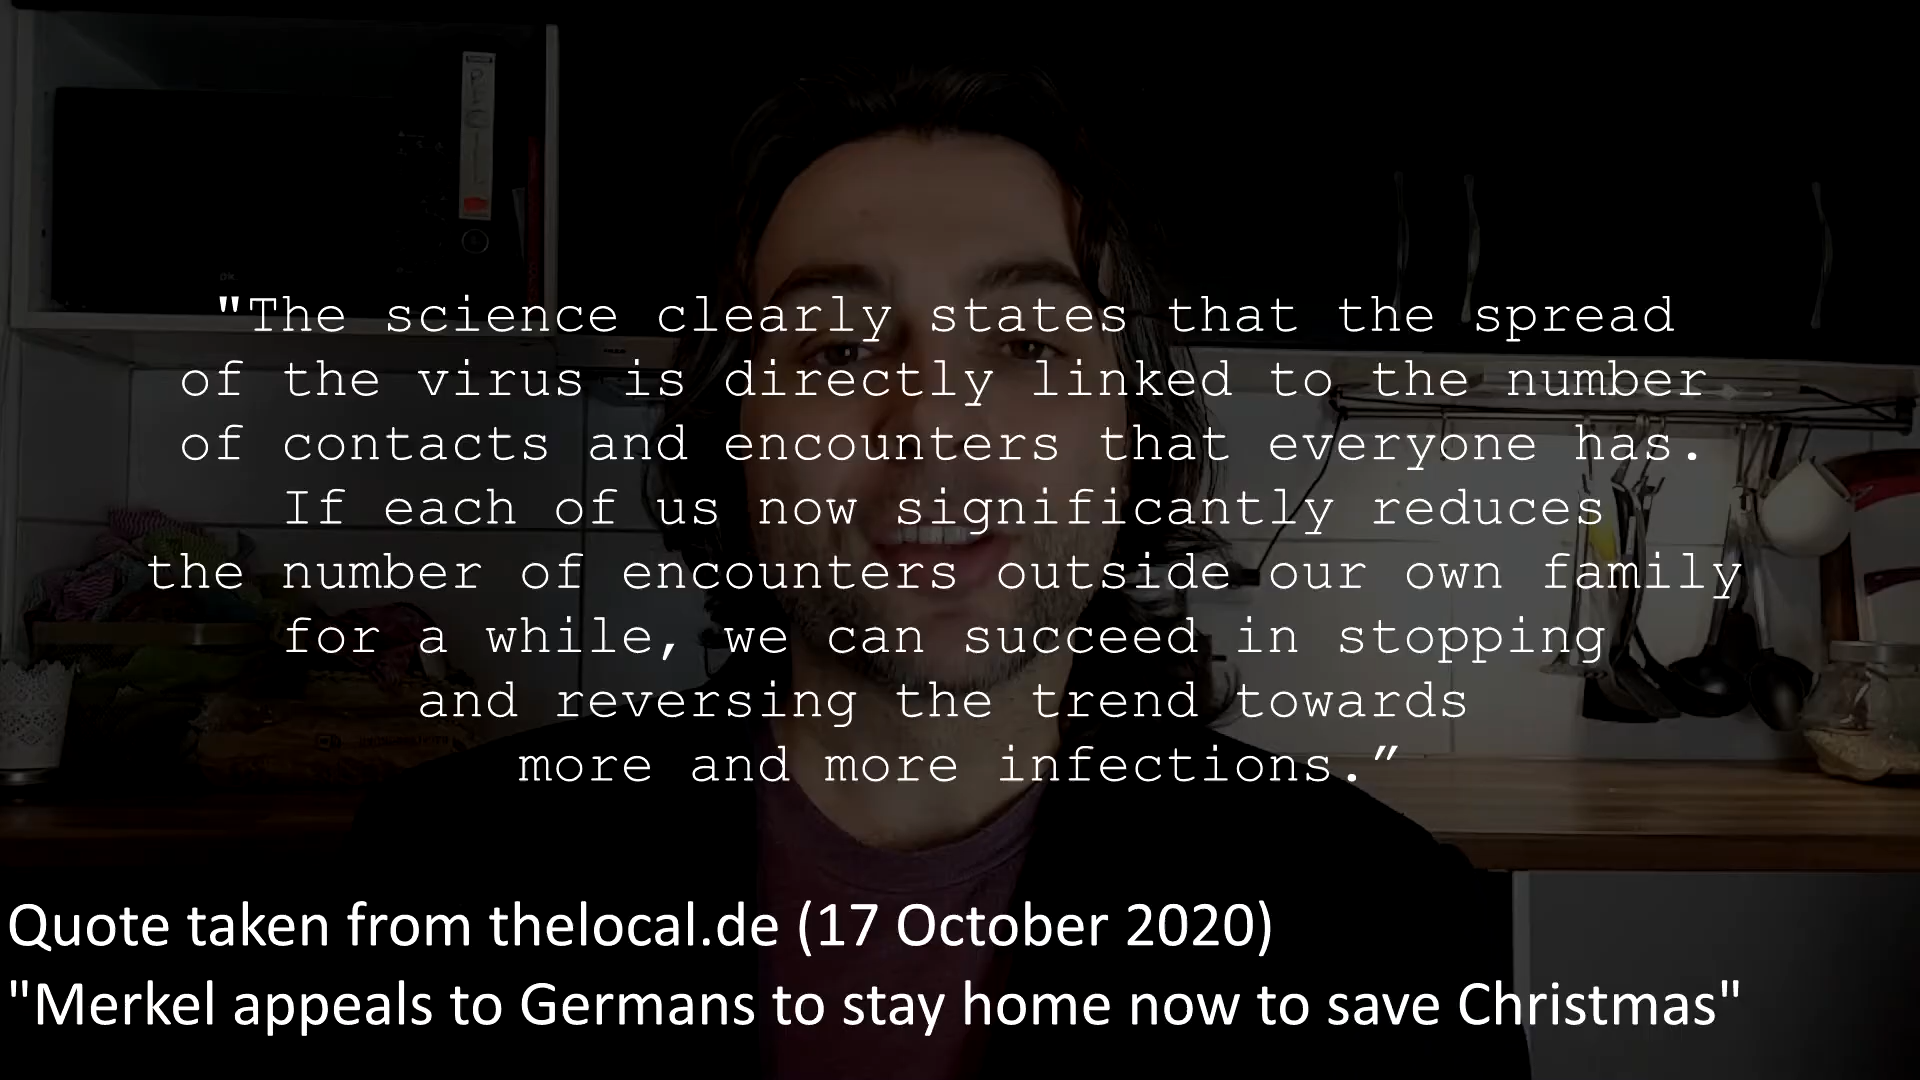 "The science clearly states that the spread
of the virus is directly linked to the number
of contacts and encounters that everyone has.
If each of us now significantly reduces
the number of encounters outside our own family
for a while, we can succeed in stopping
and reversing the trend towards
more and more infections.”
Quote taken from thelocal.de (17 October 2020)
"Merkel appeals to Germans to stay home now to save Christmas"